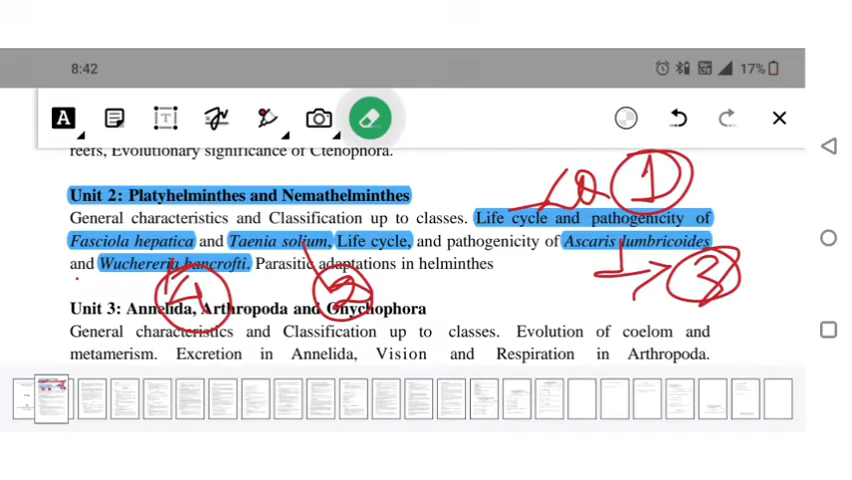 8:42
17%
A
T
reefs, Evolutionary significance of Ctenophora.
Unit 2: Platyhelminthes and Nemathelminthes
General characteristics and Classification up to classes. Life cycle and pathogenicity of
Fasciola hepatica and Taenia solium, Life cycle, and pathogenicity of Ascaris lumbricoides
and Wuchereria bancrofti. Parasitic adaptations in helminthes
1
2
3
4
Unit 3: Annelida, Arthropoda and Onychophora
General characteristics and Classification up to classes. Evolution of coelom and
metamerism. Excretion in Annelida, Vision and Respiration in Arthropoda.